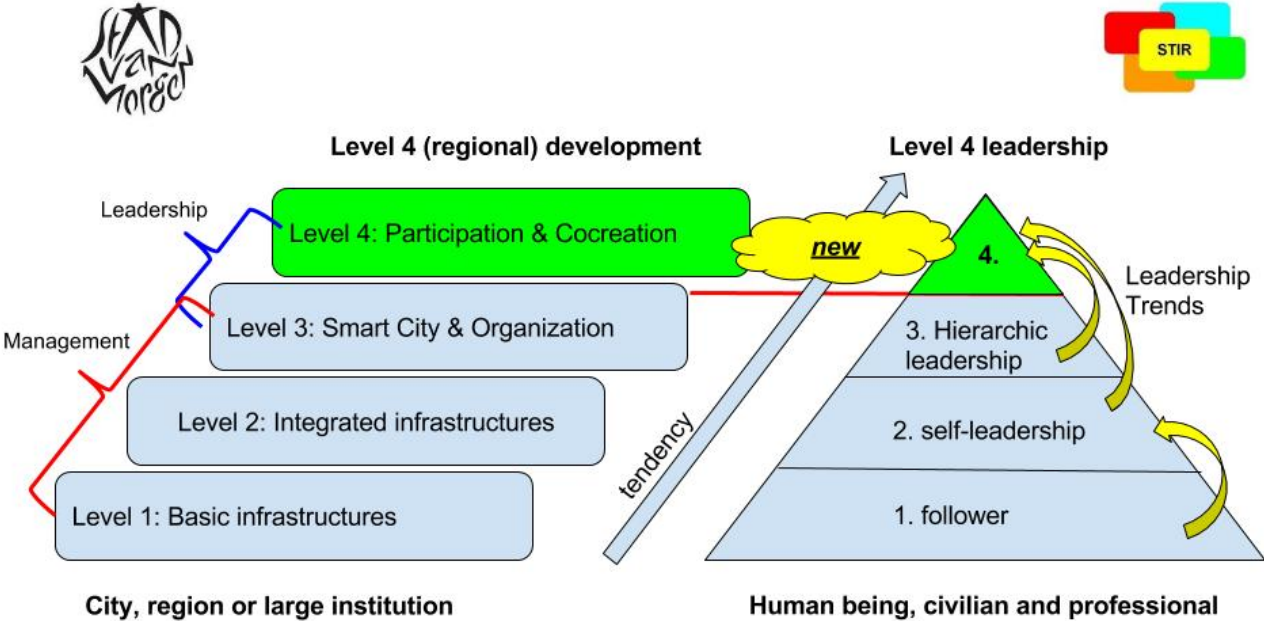 STAD
VAN
Morgen
STIR
Level 4 (regional) development
Level 4 leadership
Leadership
Level 4: Participation & Cocreation
new
4.
Leadership
Trends
Management
Level 3: Smart City & Organization
3. Hierarchic
leadership
Level 2: Integrated infrastructures
2. self-leadership
tendency
Level 1: Basic infrastructures
1. follower
City, region or large institution
Human being, civilian and professional